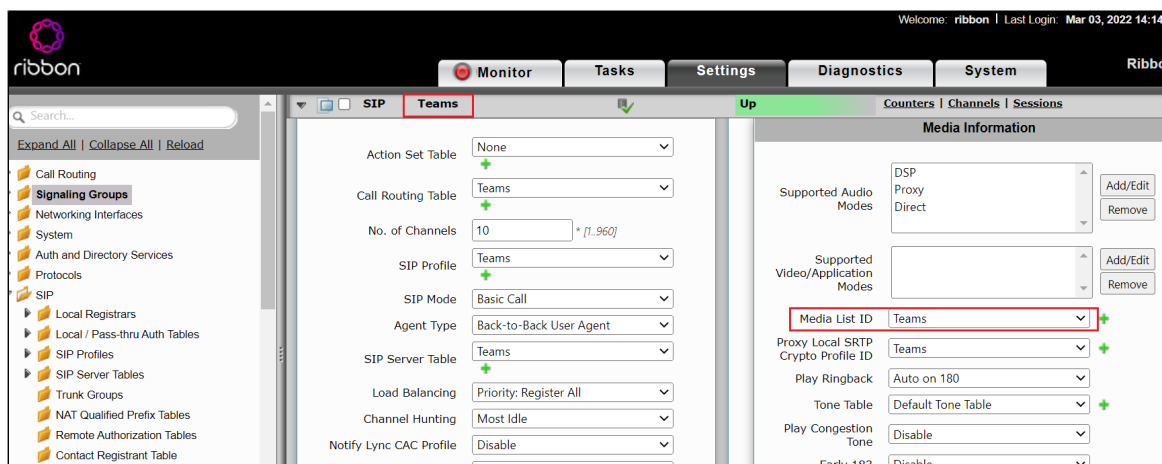 Welcome: ribbon | Last Login: Mar 03, 2022 14:14
ribbon
Monitor
Tasks
Settings
Diagnostics
System
Search...
Expand All | Collapse All | Reload
Call Routing
Signaling Groups
Networking Interfaces
System
Auth and Directory Services
Protocols
SIP
Local Registrars
Local / Pass-thru Auth Tables
SIP Profiles
SIP Server Tables
Trunk Groups
NAT Qualified Prefix Tables
Remote Authorization Tables
Contact Registrant Table
SIP Teams
Up
Counters | Channels | Sessions
Action Set Table None
Call Routing Table Teams
No. of Channels 10 * [1..960]
SIP Profile Teams
SIP Mode Basic Call
Agent Type Back-to-Back User Agent
SIP Server Table Teams
Load Balancing Priority: Register All
Channel Hunting Most Idle
Notify Lync CAC Profile Disable
Media Information
Supported Audio
Modes
DSP
Proxy
Direct
Add/Edit
Remove
Supported
Video/Application
Modes
Add/Edit
Remove
Media List ID Teams
Proxy Local SRTP
Crypto Profile ID
Teams
Play Ringback Auto on 180
Tone Table Default Tone Table
Play Congestion
Tone
Disable